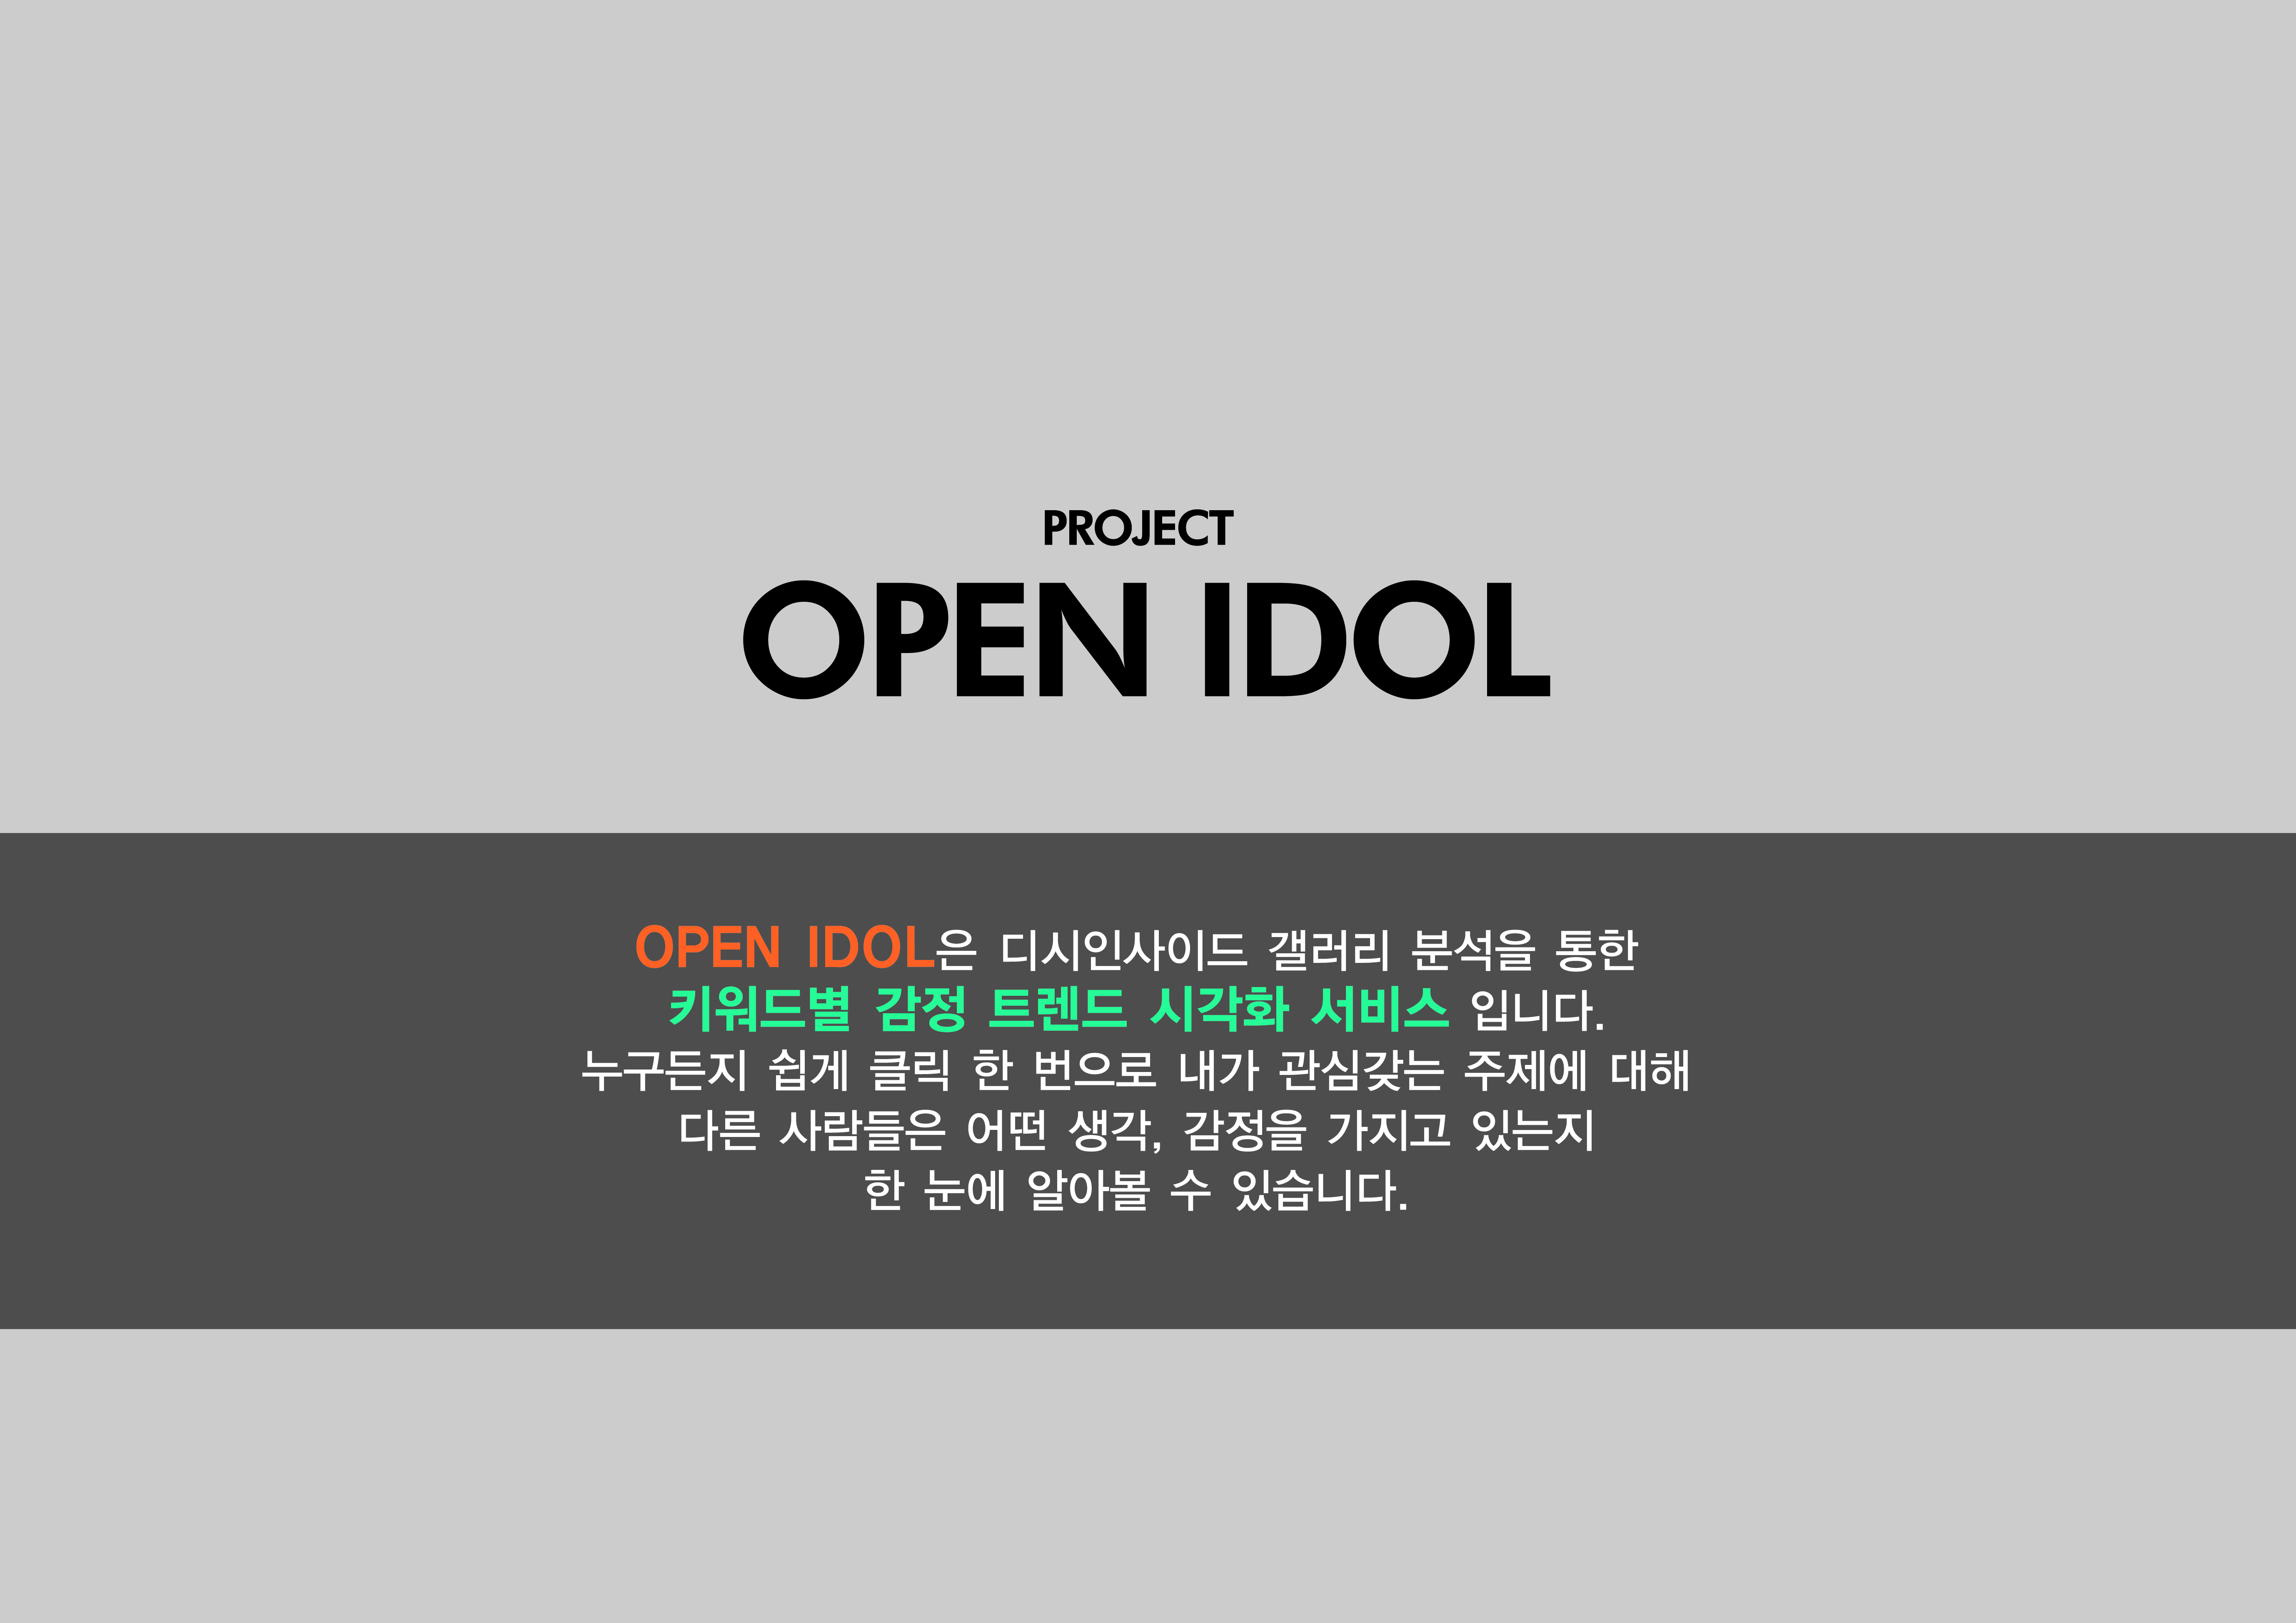 PROJECT
OPEN IDOL
OPEN IDOL은 디시인사이드 갤러리 분석을 통한
키워드별 감정 트렌드 시각화 서비스 입니다.
누구든지 쉽게 클릭 한 번으로 내가 관심갖는 주제에 대해
다른 사람들은 어떤 생각, 감정을 가지고 있는지
한 눈에 알아볼 수 있습니다.